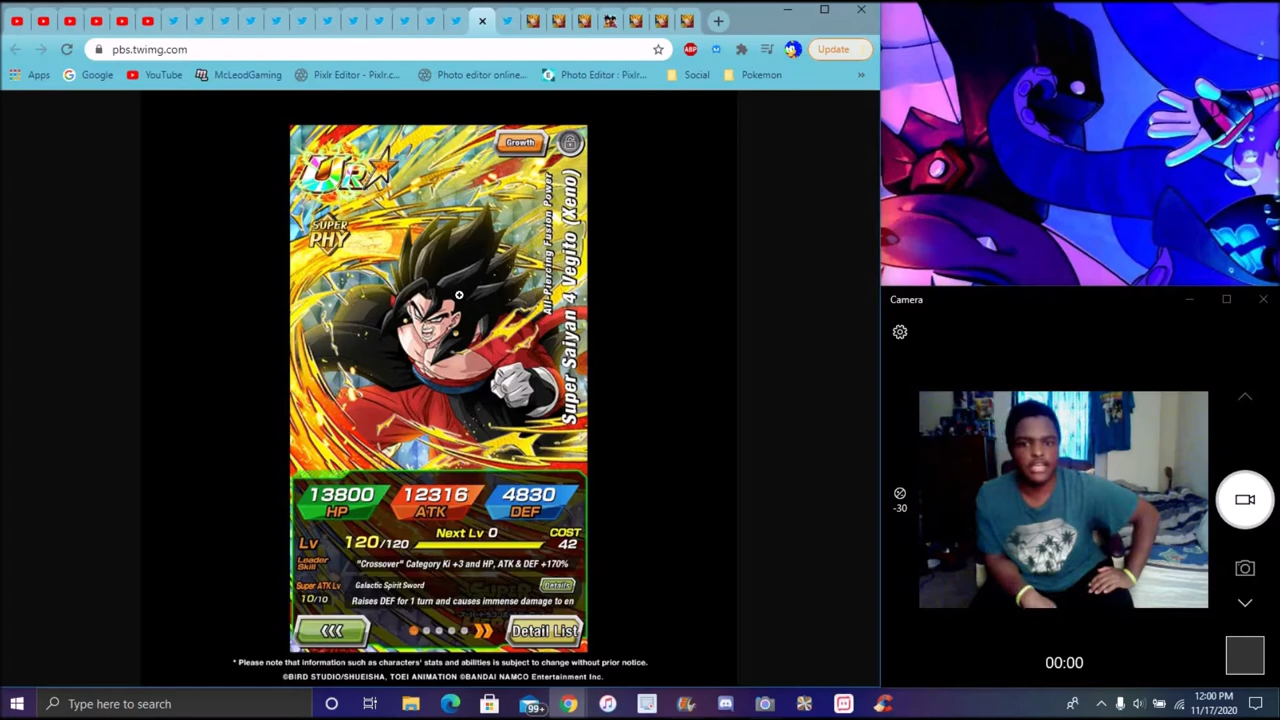 pbs.twimg.com
ABP
Update
Apps
Google
YouTube
McLeodGaming
Pixlr Editor - Pixlr.c...
Photo editor online...
Photo Editor : Pixlr...
Social
Pokemon
»
Growth
UR
SUPER
PHY
All-Piercing Fusion Power
Super Saiyan 4 Vegito (Xeno)
13800
HP
12316
ATK
4830
DEF
Next Lv 0
COST
Lv 120/120
42
Leader
Skill
"Crossover" Category Ki +3 and HP, ATK & DEF +170%
Super ATK Lv
Galactic Spirit Sword
Details
10/10
Raises DEF for 1 turn and causes immense damage to en
Detail List
* Please note that information such as characters' stats and abilities is subject to change without prior notice.
©BIRD STUDIO/SHUEISHA, TOEI ANIMATION ©BANDAI NAMCO Entertainment Inc.
Camera
-30
00:00
Type here to search
99+
12:00 PM
11/17/2020